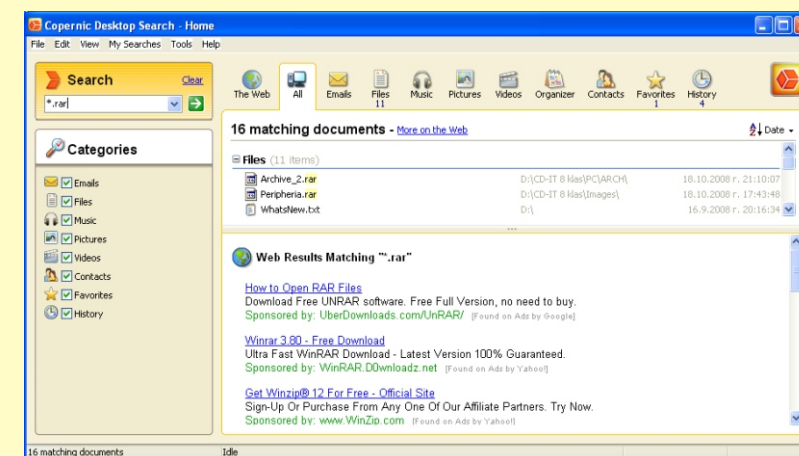 Copernic Desktop Search - Home
File Edit View My Searches Tools Help
Search Clear
*.rar
Categories
Emails
Files
Music
Pictures
Videos
Contacts
Favorites
History
The Web All Emails Files Music Pictures Videos Organizer Contacts Favorites History
11 1 4
16 matching documents - More on the Web Date
Files (11 items)
Archive_2.rar D:\CD-IT 8 klas\PC\ARCH\ 18.10.2008 г. 21:10:07
Peripheria.rar D:\CD-IT 8 klas\Images\ 18.10.2008 г. 17:43:48
WhatsNew.txt D:\ 16.9.2008 г. 20:16:34
Web Results Matching "*.rar"
How to Open RAR Files
Download Free UNRAR software. Free Full Version, no need to buy.
Sponsored by: UberDownloads.com/UnRAR/ [Found on Ads by Google]
Winrar 3.80 - Free Download
Ultra Fast WinRAR Download - Latest Version 100% Guaranteed.
Sponsored by: WinRAR.D0wnloadz.net [Found on Ads by Yahoo!]
Get Winzip® 12 For Free - Official Site
Sign-Up Or Purchase From Any One Of Our Affiliate Partners. Try Now.
Sponsored by: www.WinZip.com [Found on Ads by Yahoo!]
16 matching documents Idle